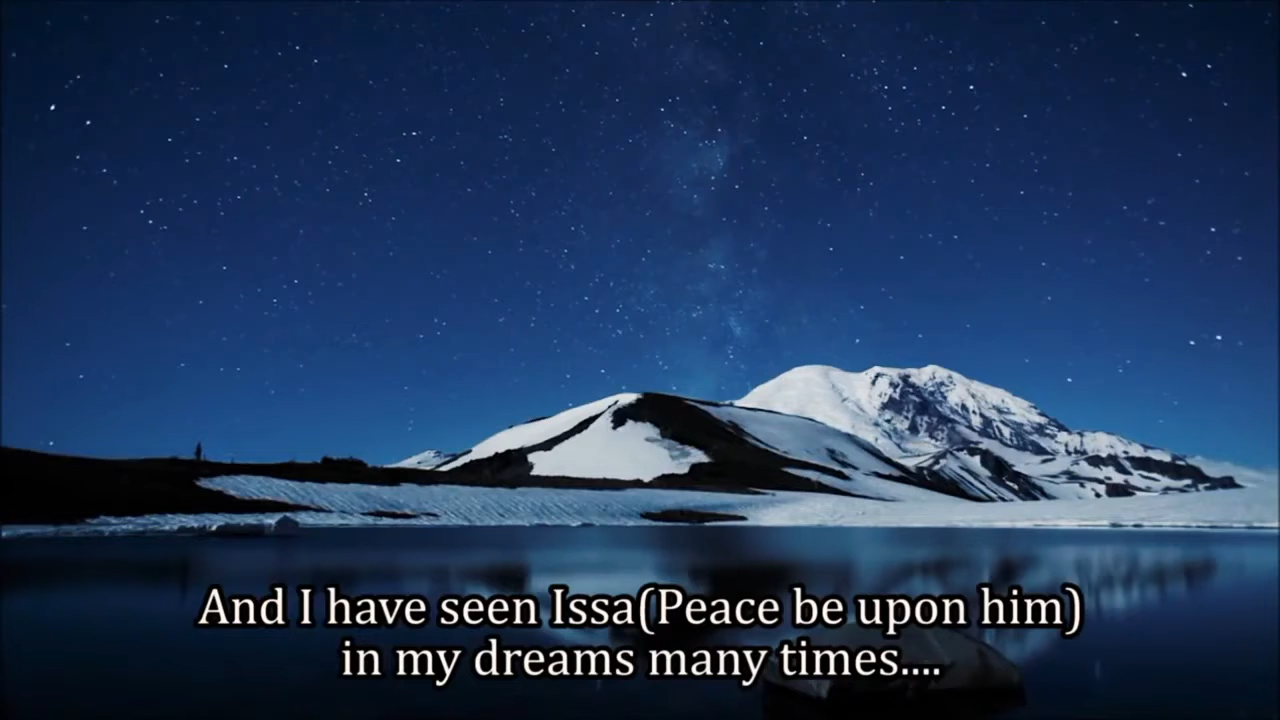 And I have seen Issa(Peace be upon him)
in my dreams many times....